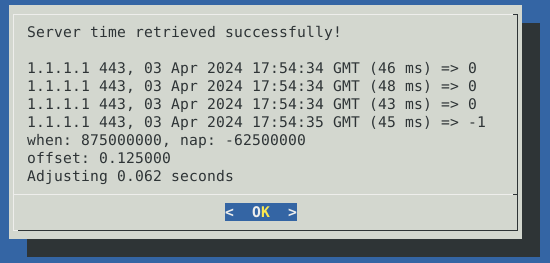 Server time retrieved successfully!
1.1.1.1 443, 03 Apr 2024 17:54:34 GMT (46 ms) => 0
1.1.1.1 443, 03 Apr 2024 17:54:34 GMT (48 ms) => 0
1.1.1.1 443, 03 Apr 2024 17:54:34 GMT (43 ms) => 0
1.1.1.1 443, 03 Apr 2024 17:54:35 GMT (45 ms) => -1
when: 875000000, nap: -62500000
offset: 0.125000
Adjusting 0.062 seconds
<  OK  >